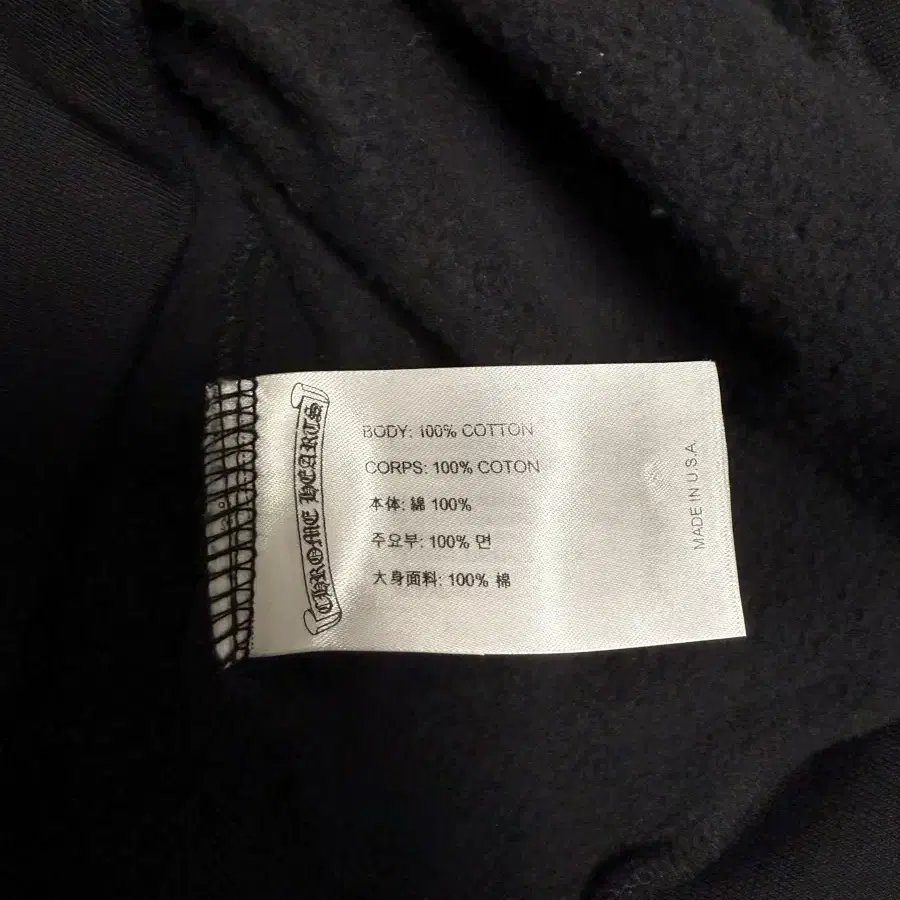 CHROME HEARTS
BODY: 100% COTTON
CORPS: 100% COTON
本体: 綿 100%
주요부: 100% 면
大身面料: 100% 棉
MADE IN U.S.A